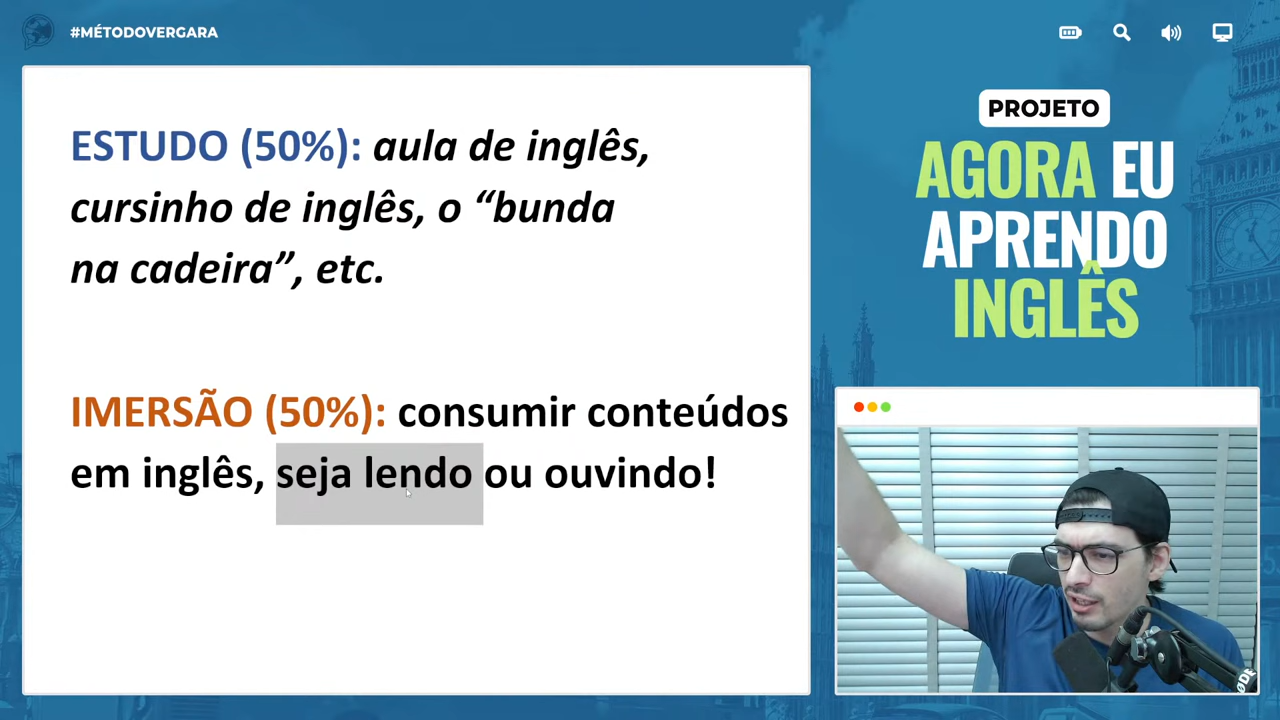 #MÉTODOVERGARA
ESTUDO (50%): aula de inglês,
cursinho de inglês, o “bunda
na cadeira”, etc.
IMERSÃO (50%): consumir conteúdos
em inglês, seja lendo ou ouvindo!
PROJETO
AGORA EU
APRENDO
INGLÊS
RØDE